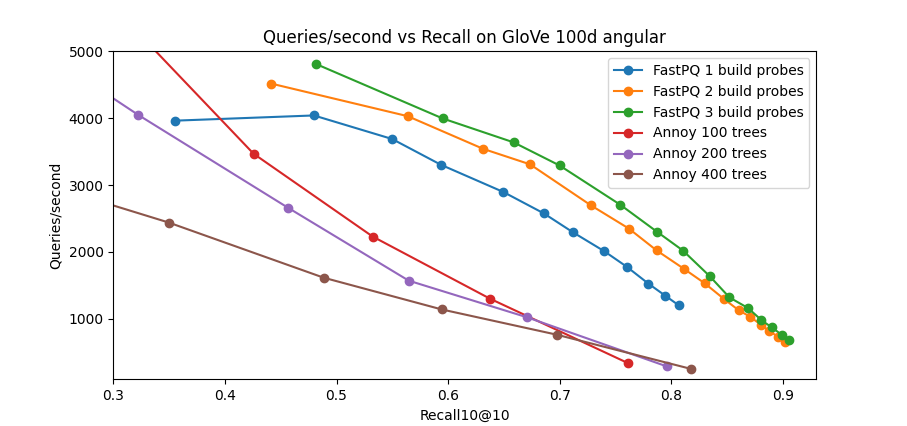 Queries/second vs Recall on GloVe 100d angular
5000
4000
3000
2000
1000
Queries/second
FastPQ 1 build probes
FastPQ 2 build probes
FastPQ 3 build probes
Annoy 100 trees
Annoy 200 trees
Annoy 400 trees
0.3 0.4 0.5 0.6 0.7 0.8 0.9
Recall10@10